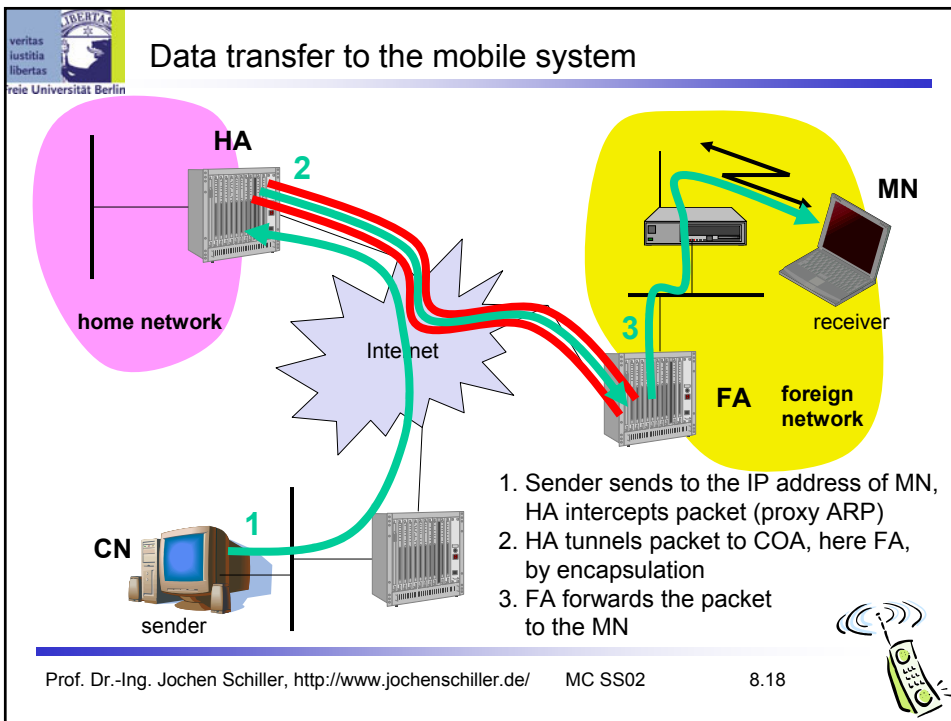 veritas
iustitia
libertas
LIBERTAS
Freie Universität Berlin
Data transfer to the mobile system
HA
2
MN
home network
Internet
3
receiver
FA
foreign
network
1
CN
sender
1. Sender sends to the IP address of MN,
HA intercepts packet (proxy ARP)
2. HA tunnels packet to COA, here FA,
by encapsulation
3. FA forwards the packet
to the MN
Prof. Dr.-Ing. Jochen Schiller, http://www.jochenschiller.de/ MC SS02 8.18